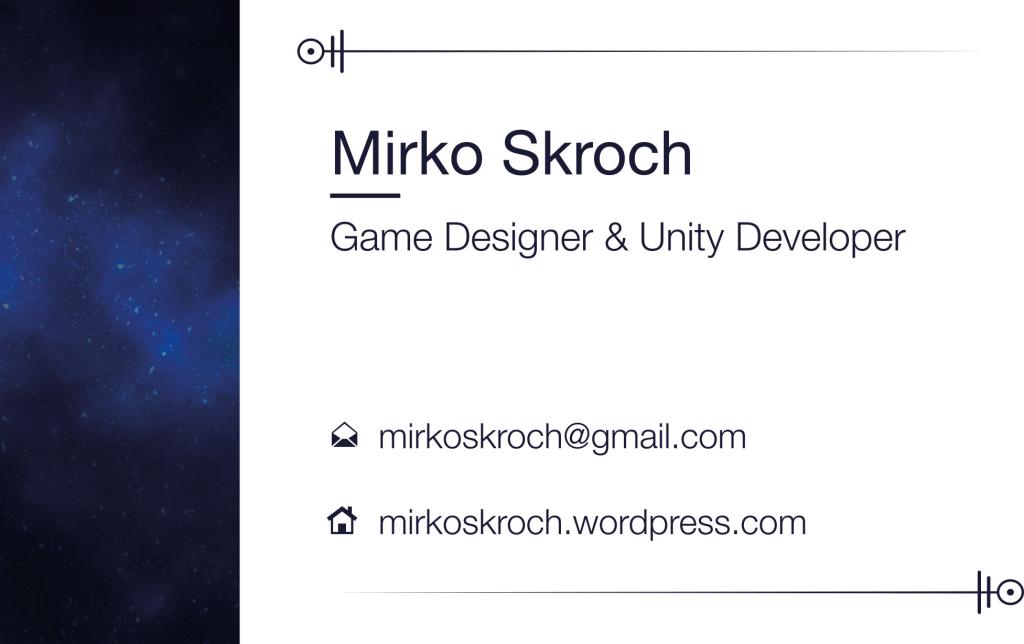 Mirko Skroch
Game Designer & Unity Developer
mirkoskroch@gmail.com
mirkoskroch.wordpress.com